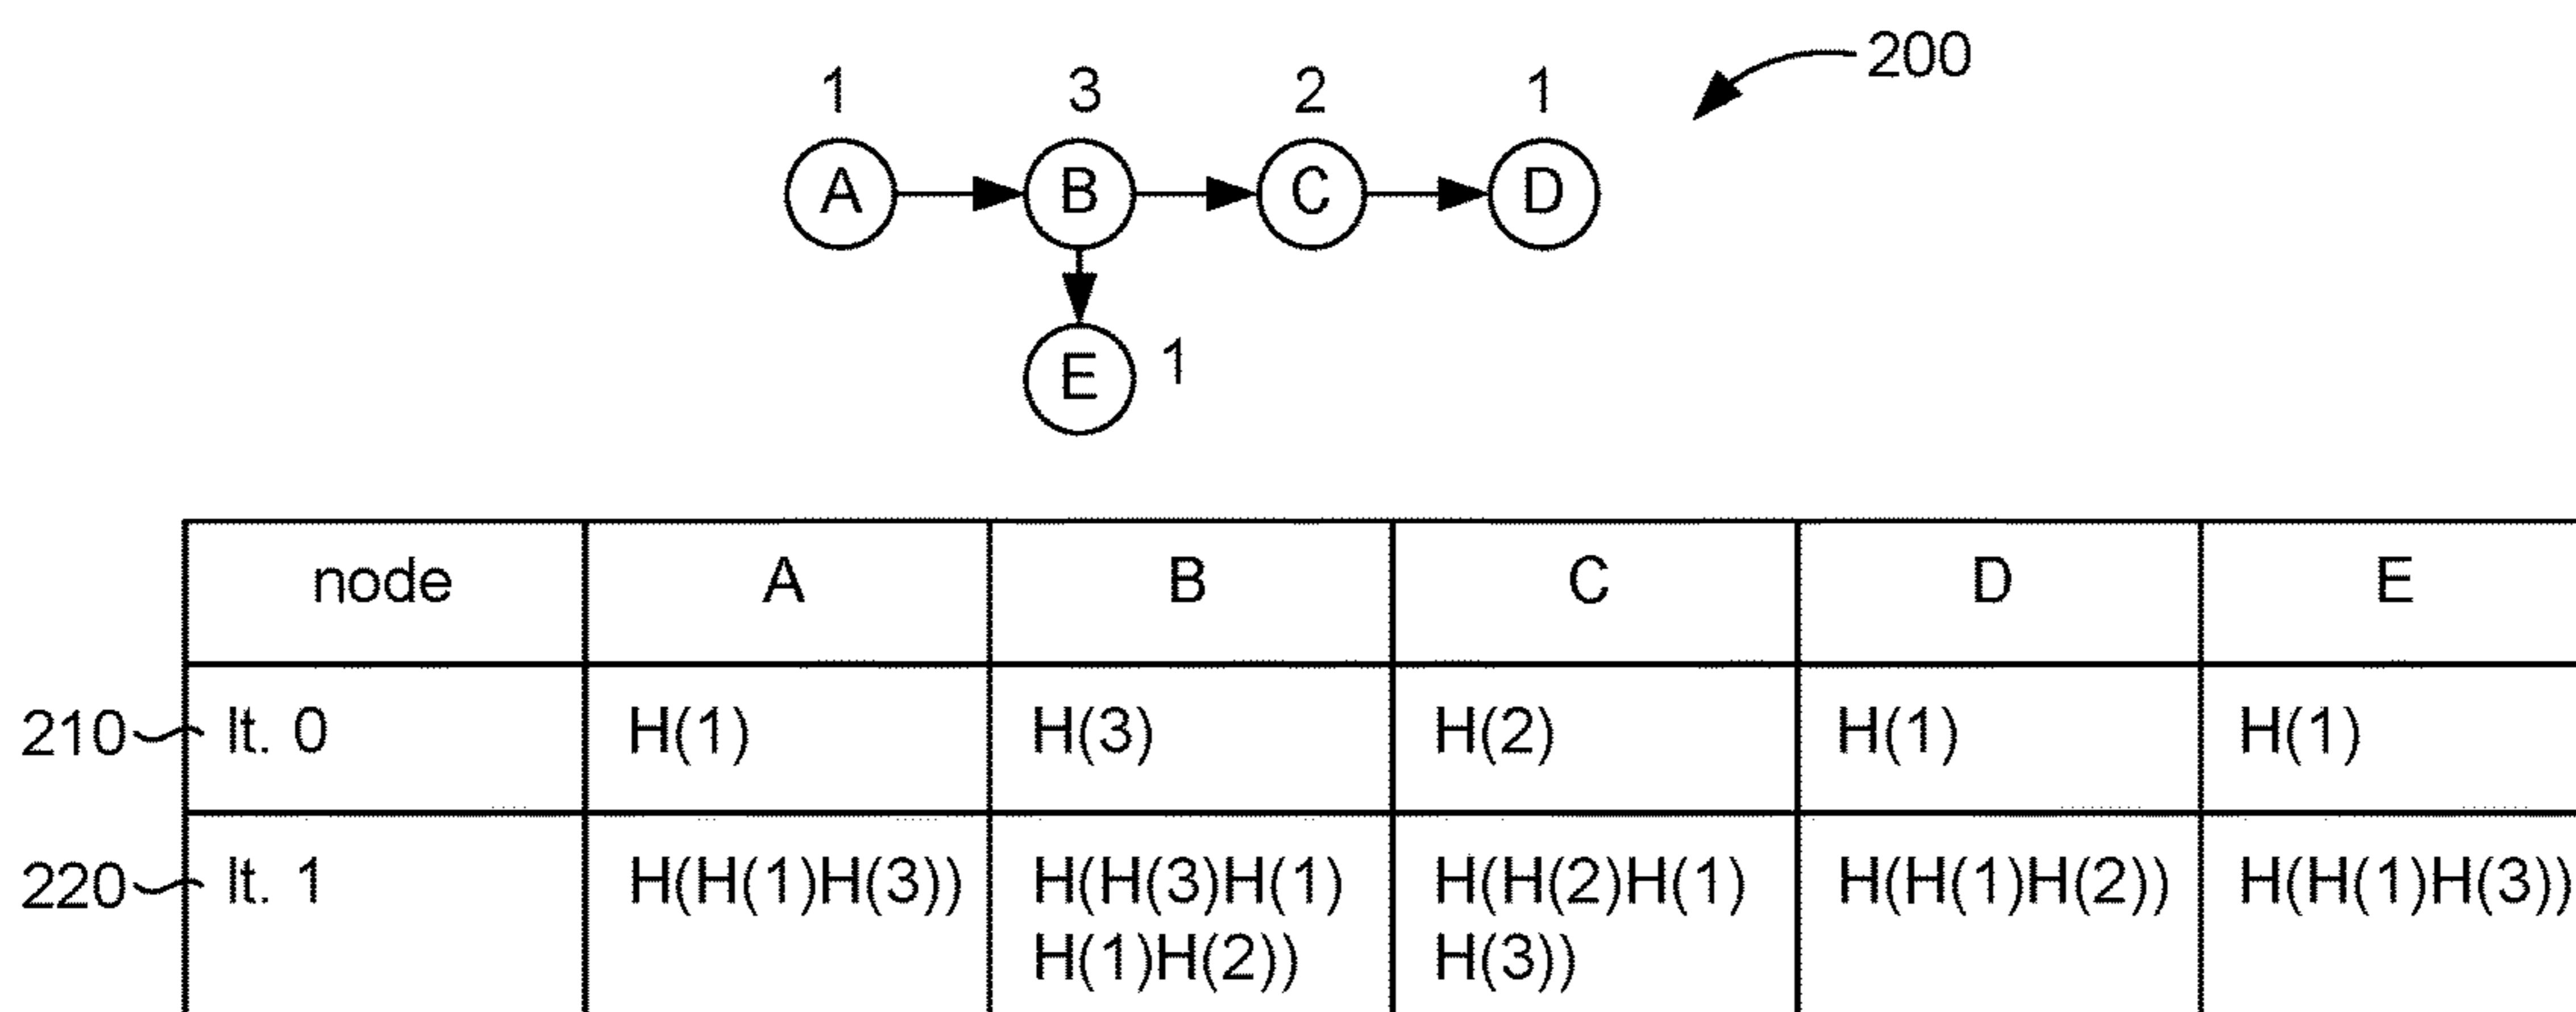 200
1 3 2 1
A B C D
E 1
node A B C D E
210 It. 0 H(1) H(3) H(2) H(1) H(1)
220 It. 1 H(H(1)H(3)) H(H(3)H(1) H(H(2)H(1) H(H(1)H(2)) H(H(1)H(3))
H(1)H(2)) H(3))